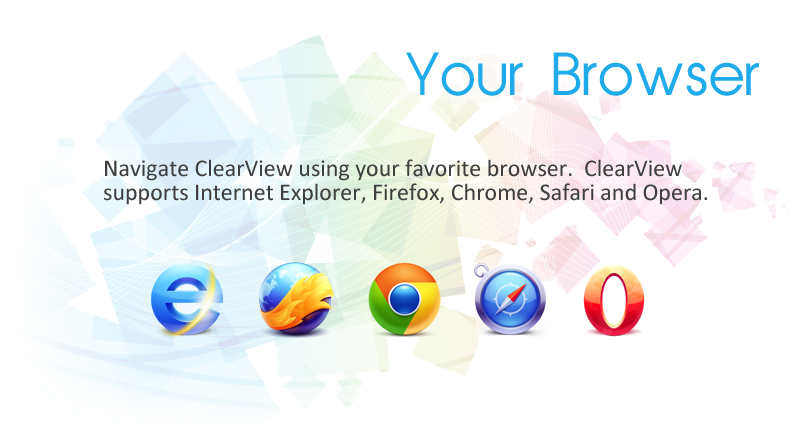 Your Browser
Navigate ClearView using your favorite browser.  ClearView
supports Internet Explorer, Firefox, Chrome, Safari and Opera.